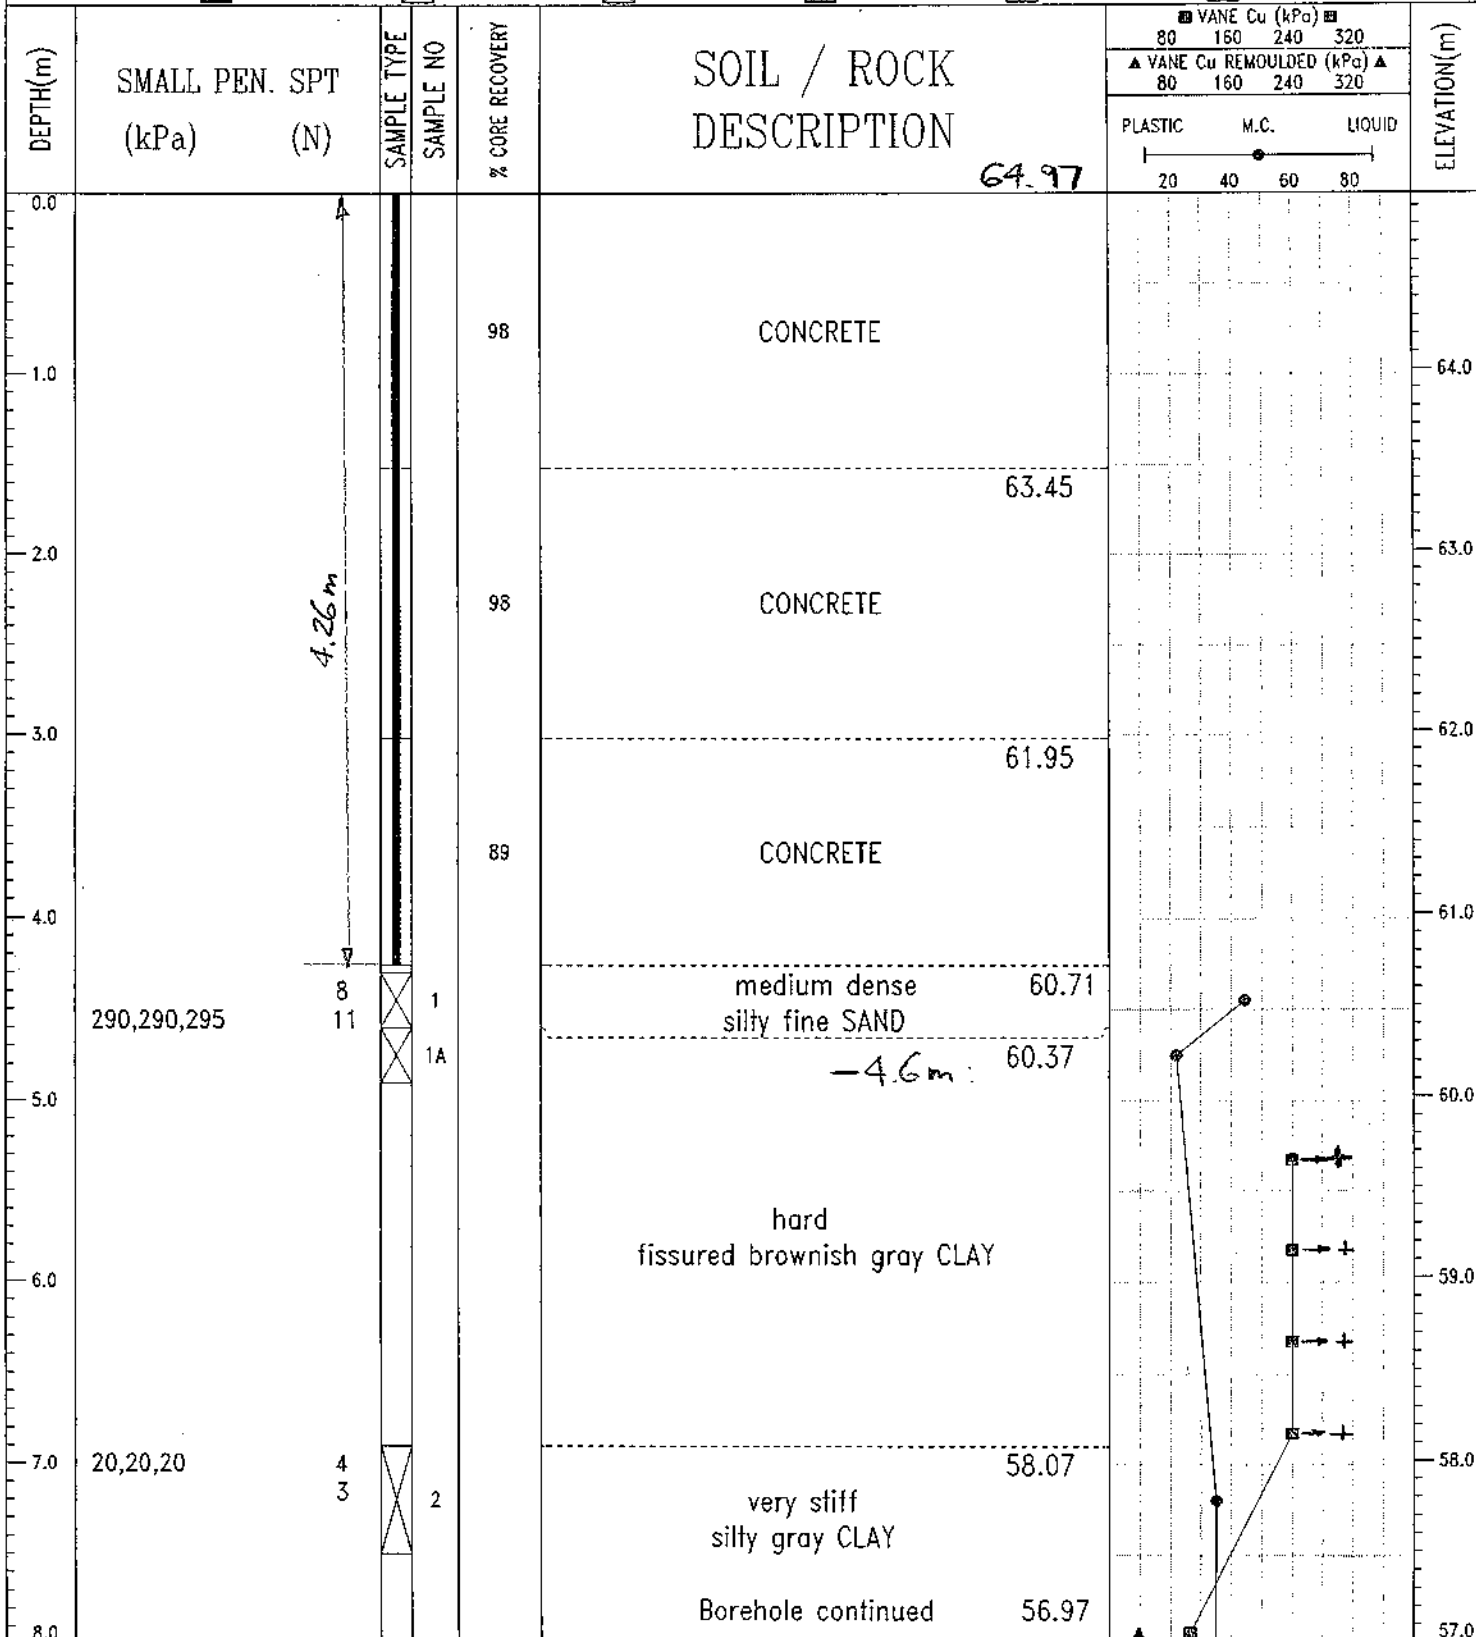 DEPTH(m)
SMALL PEN. SPT
(kPa) (N)
SAMPLE TYPE
SAMPLE NO
% CORE RECOVERY
SOIL / ROCK
DESCRIPTION
64.97
VANE Cu (kPa)
80 160 240 320
▲ VANE Cu REMOULDED (kPa) ▲
80 160 240 320
PLASTIC M.C. LIQUID
20 40 60 80
ELEVATION(m)
0.0
98 CONCRETE
1.0 64.0
63.45
2.0 63.0
4.26m
98 CONCRETE
3.0 62.0
61.95
89 CONCRETE
4.0 61.0
8 1 medium dense 60.71
290,290,295 11 silty fine SAND
1A 60.37
-4.6m
5.0 60.0
hard
fissured brownish gray CLAY
6.0 59.0
7.0 20,20,20 4 58.07 58.0
3 2 very stiff
silty gray CLAY
Borehole continued 56.97
8.0 57.0